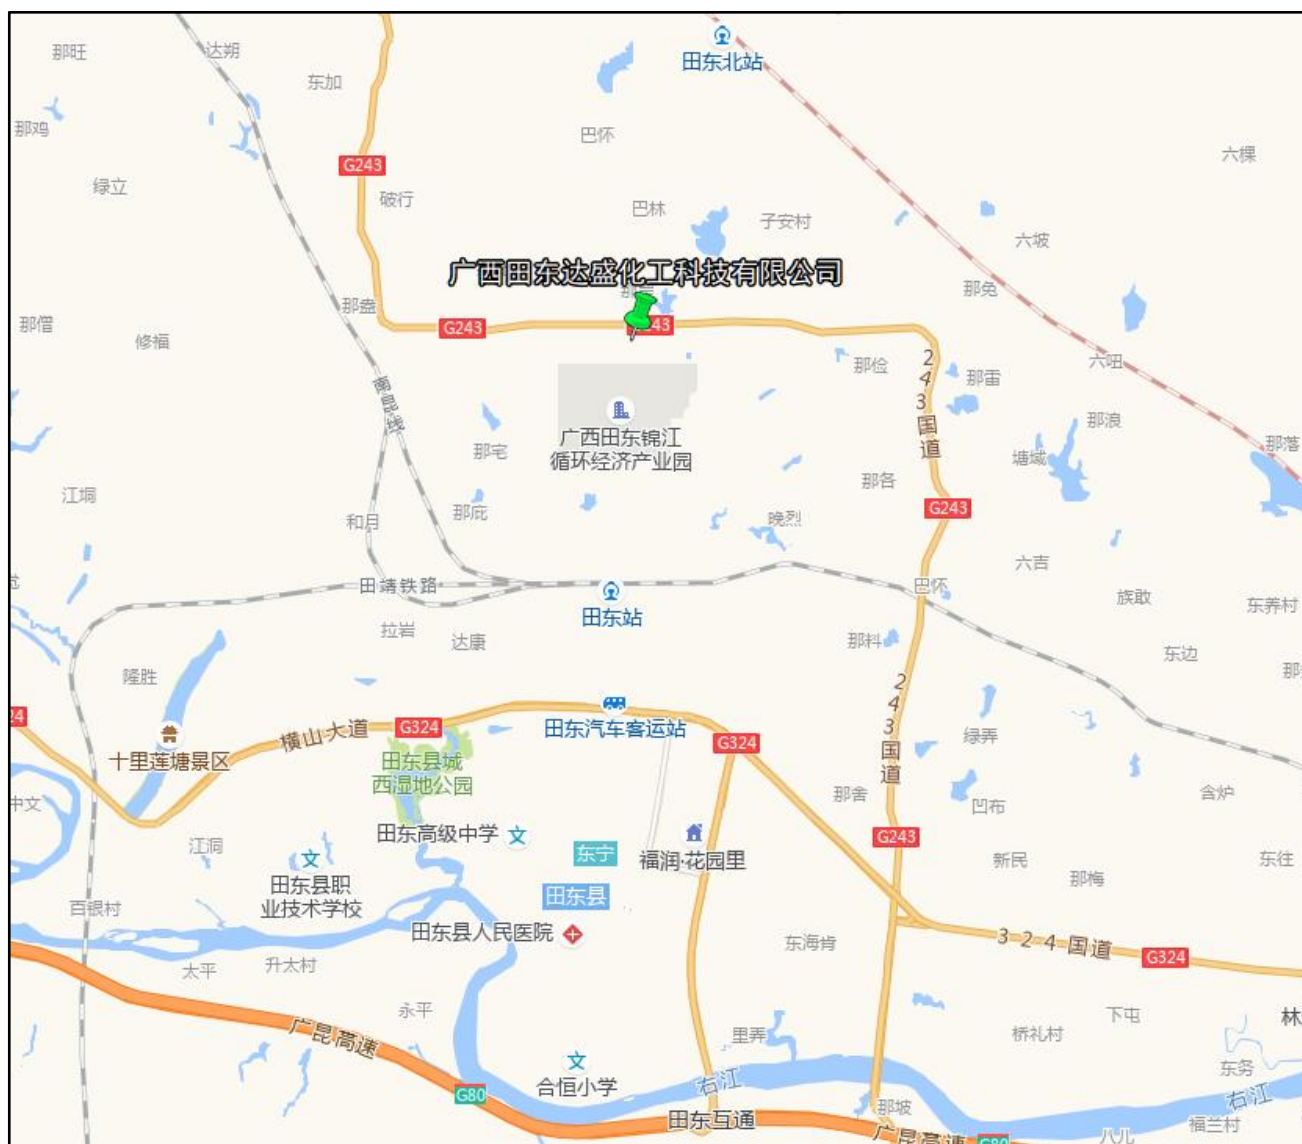 田东北站
那旺
达朔
东加
那鸡
巴怀
六棵
G243
绿立
破行
巴林
子安村
六坡
广西田东达盛化工科技有限公司
那兔
那盎
那僧
G243
修福
243国道
那俭
六吜
那雷
南昆线
那浪
广西田东锦江
循环经济产业园
那宅
那落
塘域
那各
江垌
那庇
和月
晚烈
G243
六吉
田靖铁路
田东站
巴怀
族敢
东养村
拉岩
达康
那料
东边
隆胜
243国道
G324
横山大道
田东汽车客运站
G324
绿弄
十里莲塘景区
田东县城
西湿地公园
中文
那舍
凹布
含炉
江洞
田东高级中学
东宁
福润·花园里
G243
新民
东往
那梅
田东县职
业技术学校
田东县
百银村
田东县人民医院
东海肯
324国道
G324
太平
升太村
永平
广昆高速
里弄
桥礼村
下屯
林
合恒小学
右江
东务
G80
右江
那坡
田东互通
福兰村
广昆高速
G80